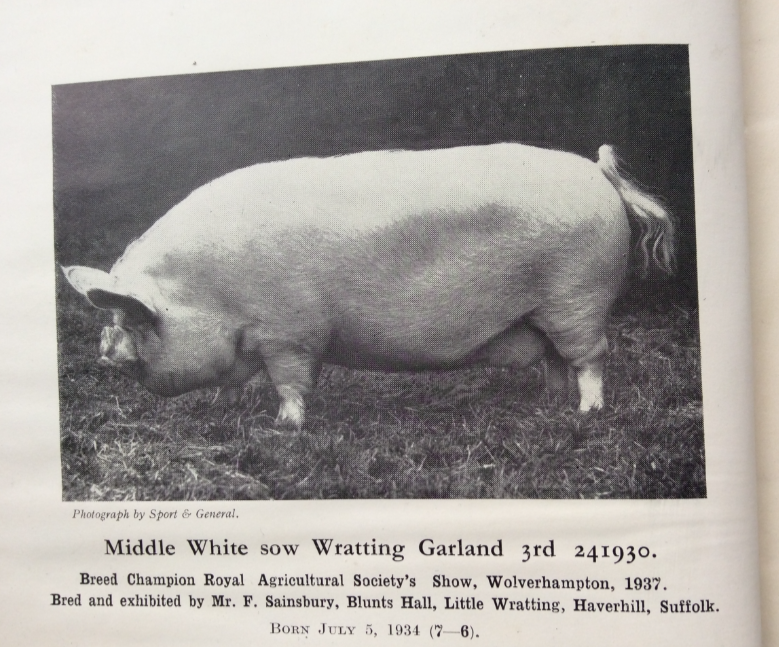 Photograph by Sport & General.
Middle White sow Wratting Garland 3rd 241930.
Breed Champion Royal Agricultural Society's Show, Wolverhampton, 1937.
Bred and exhibited by Mr. F. Sainsbury, Blunts Hall, Little Wratting, Haverhill, Suffolk.
Born July 5, 1934 (7—6).